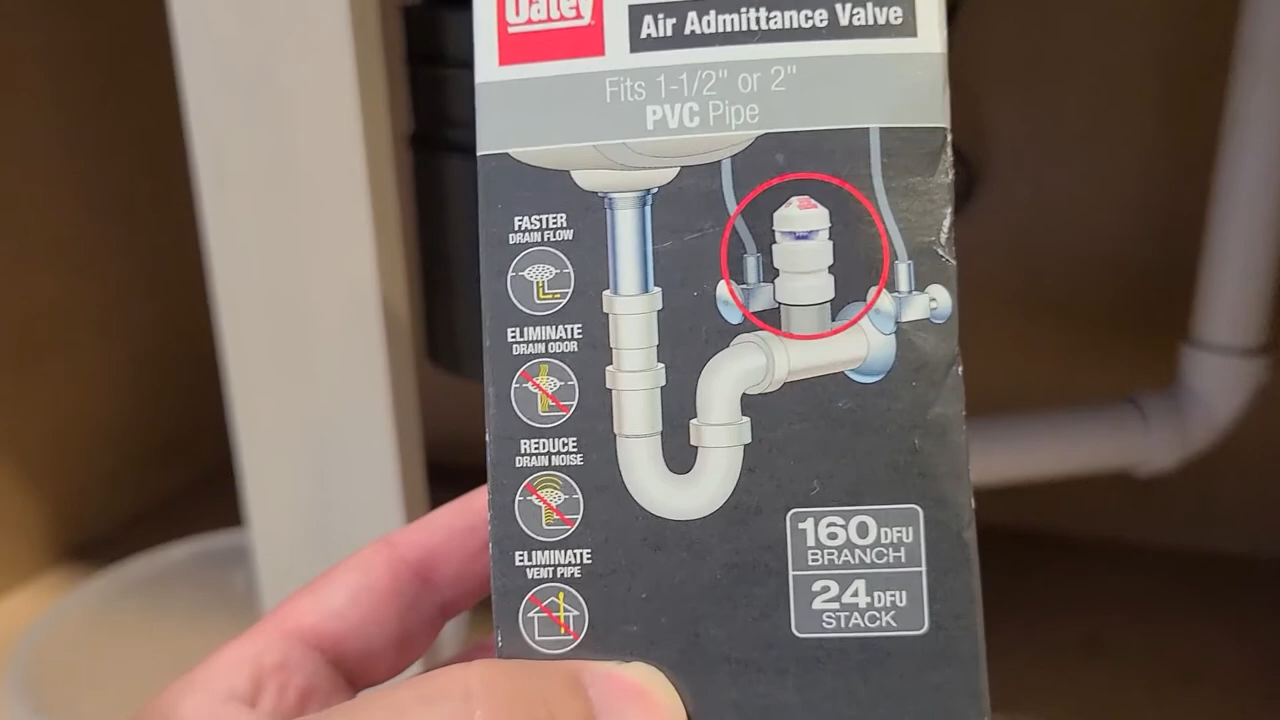 Oatey
Air Admittance Valve
Fits 1-1/2" or 2"
PVC Pipe
FASTER
DRAIN FLOW
ELIMINATE
DRAIN ODOR
REDUCE
DRAIN NOISE
ELIMINATE
VENT PIPE
160 DFU
BRANCH
24 DFU
STACK